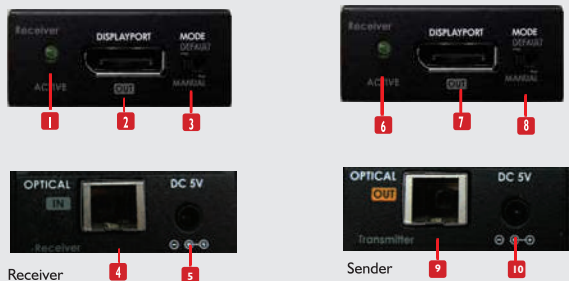 Receiver DISPLAYPORT MODE
DEFAULT
MANUAL
ACTIVE OUT
1 2 3
Receiver DISPLAYPORT MODE
DEFAULT
MANUAL
ACTIVE OUT
6 7 8
OPTICAL DC 5V
IN
Receiver
4 5
Receiver
OPTICAL DC 5V
OUT
Transmitter
9 10
Sender